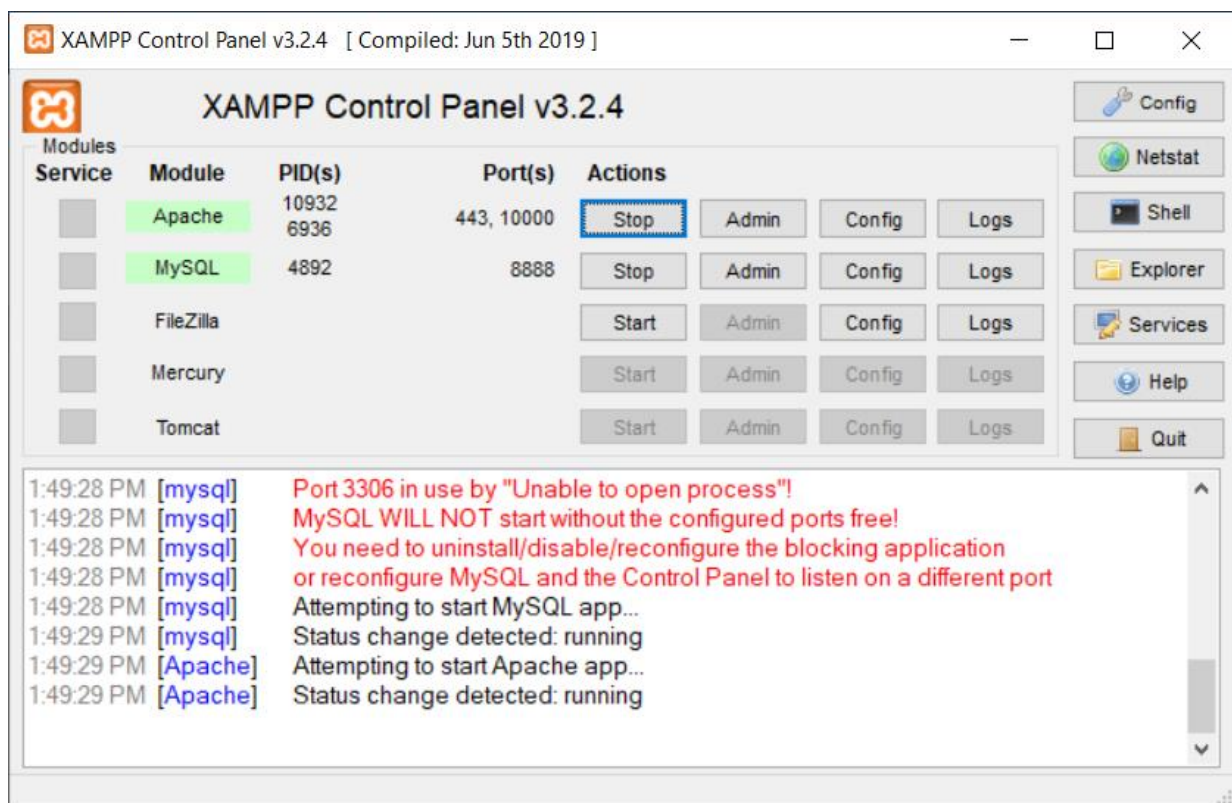 XAMPP Control Panel v3.2.4 [ Compiled: Jun 5th 2019 ]
XAMPP Control Panel v3.2.4
Config
Netstat
Shell
Explorer
Services
Help
Quit
Modules
Service Module PID(s) Port(s) Actions
Apache 10932 6936 443, 10000 Stop Admin Config Logs
MySQL 4892 8888 Stop Admin Config Logs
FileZilla Start Admin Config Logs
Mercury Start Admin Config Logs
Tomcat Start Admin Config Logs
1:49:28 PM [mysql] Port 3306 in use by "Unable to open process"!
1:49:28 PM [mysql] MySQL WILL NOT start without the configured ports free!
1:49:28 PM [mysql] You need to uninstall/disable/reconfigure the blocking application
1:49:28 PM [mysql] or reconfigure MySQL and the Control Panel to listen on a different port
1:49:28 PM [mysql] Attempting to start MySQL app...
1:49:29 PM [mysql] Status change detected: running
1:49:29 PM [Apache] Attempting to start Apache app...
1:49:29 PM [Apache] Status change detected: running